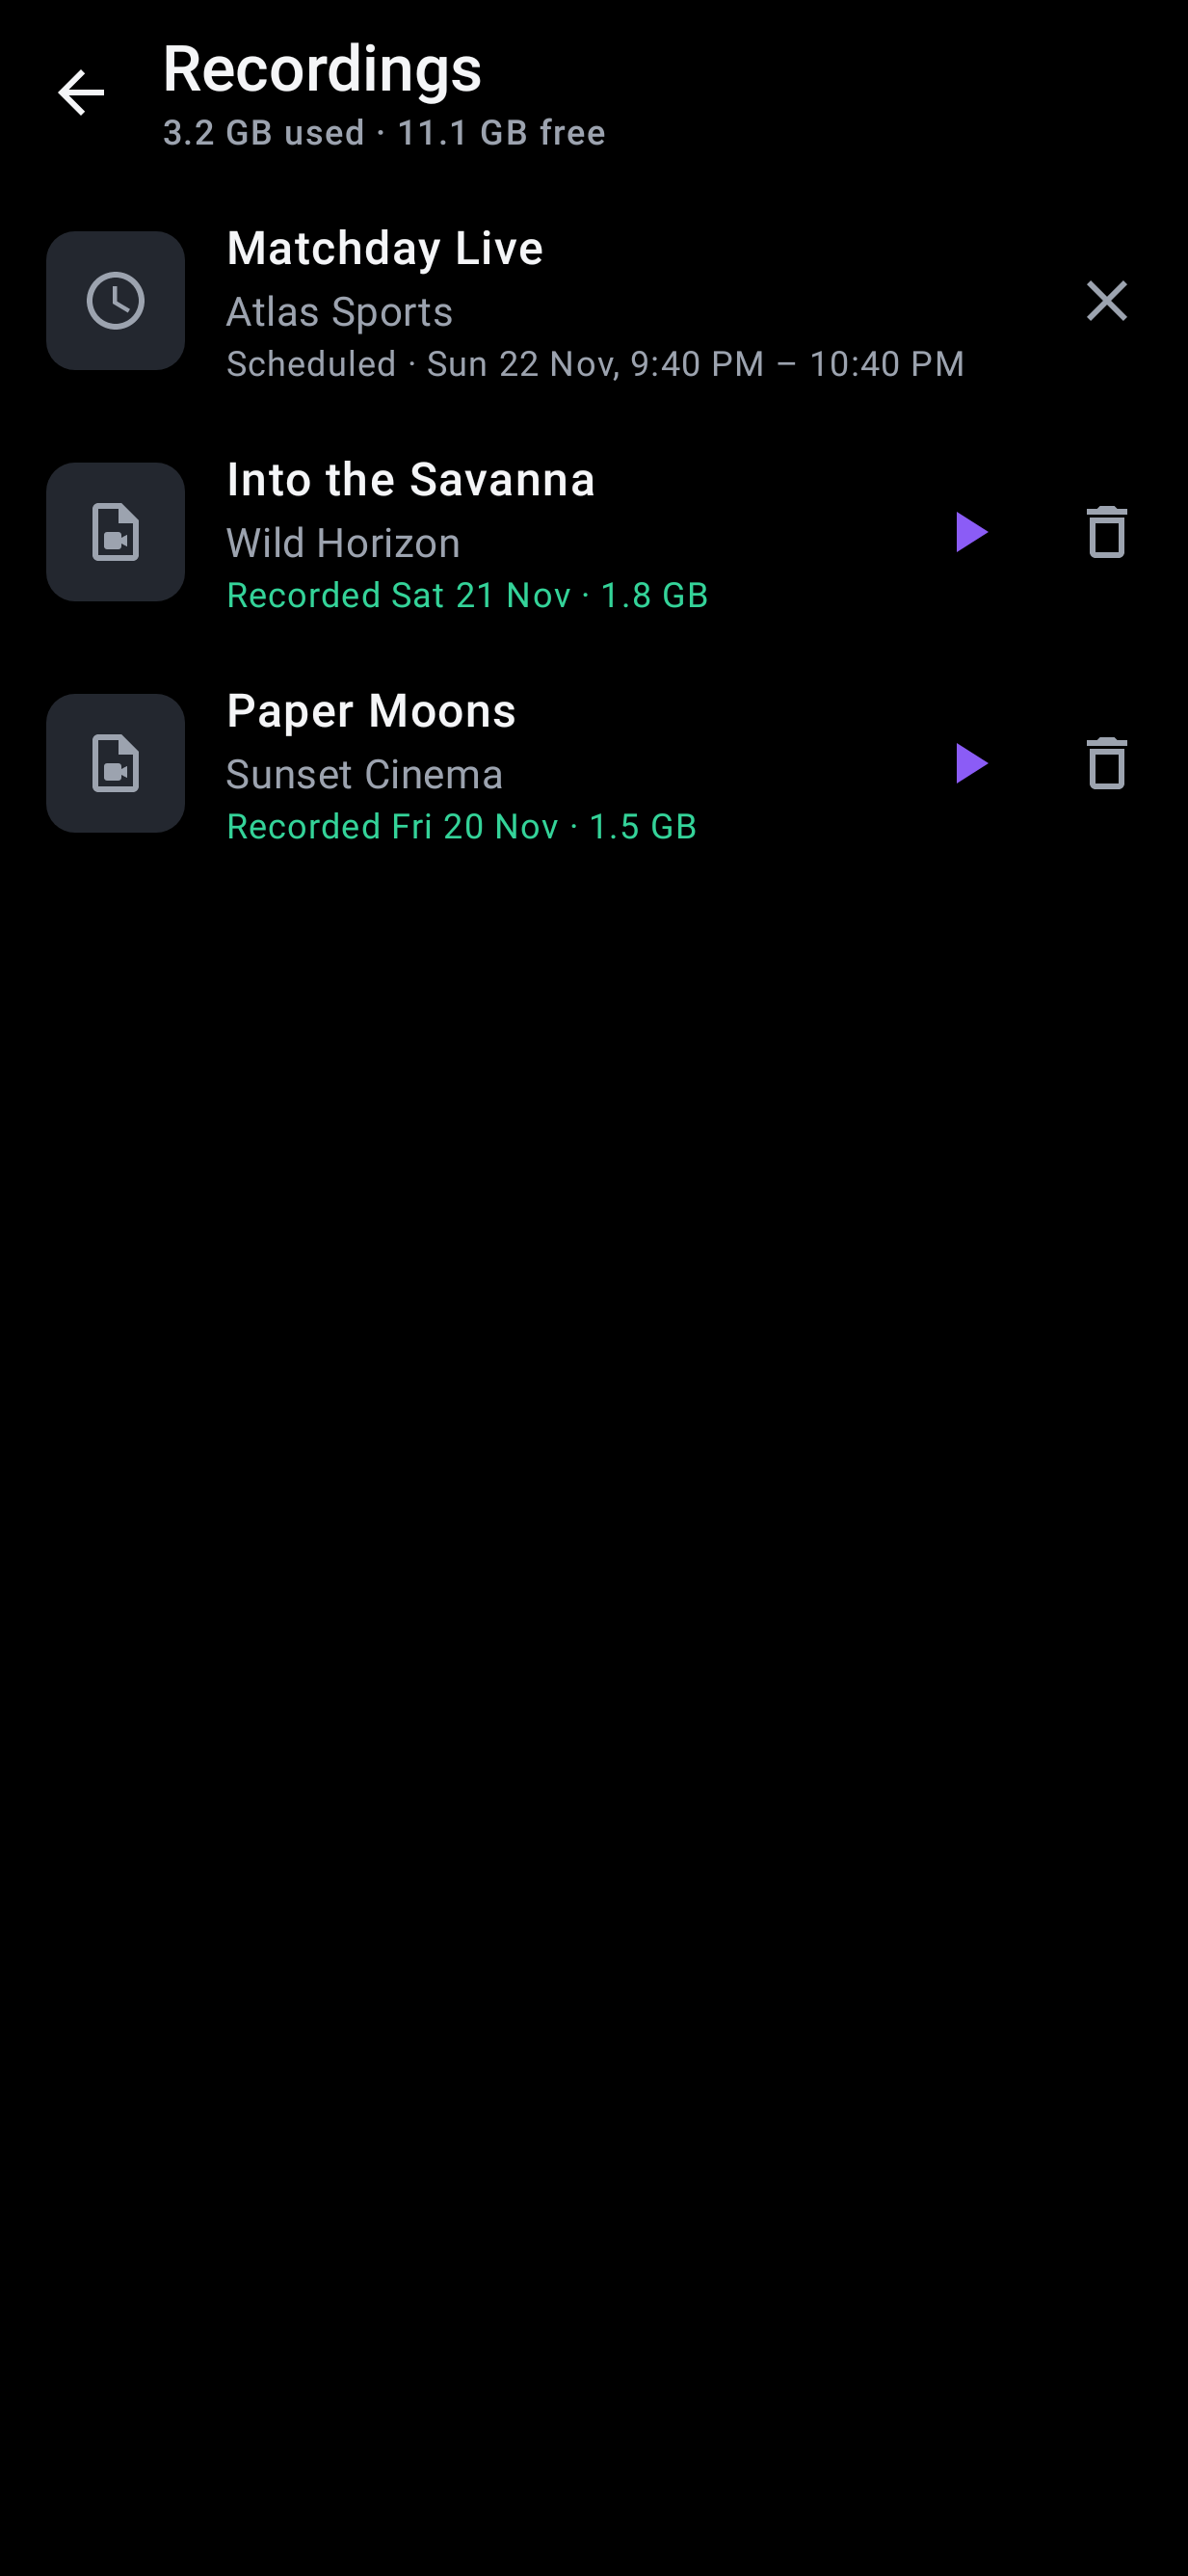 Recordings
3.2 GB used · 11.1 GB free
Matchday Live
Atlas Sports
Scheduled · Sun 22 Nov, 9:40 PM – 10:40 PM
Into the Savanna
Wild Horizon
Recorded Sat 21 Nov · 1.8 GB
Paper Moons
Sunset Cinema
Recorded Fri 20 Nov · 1.5 GB